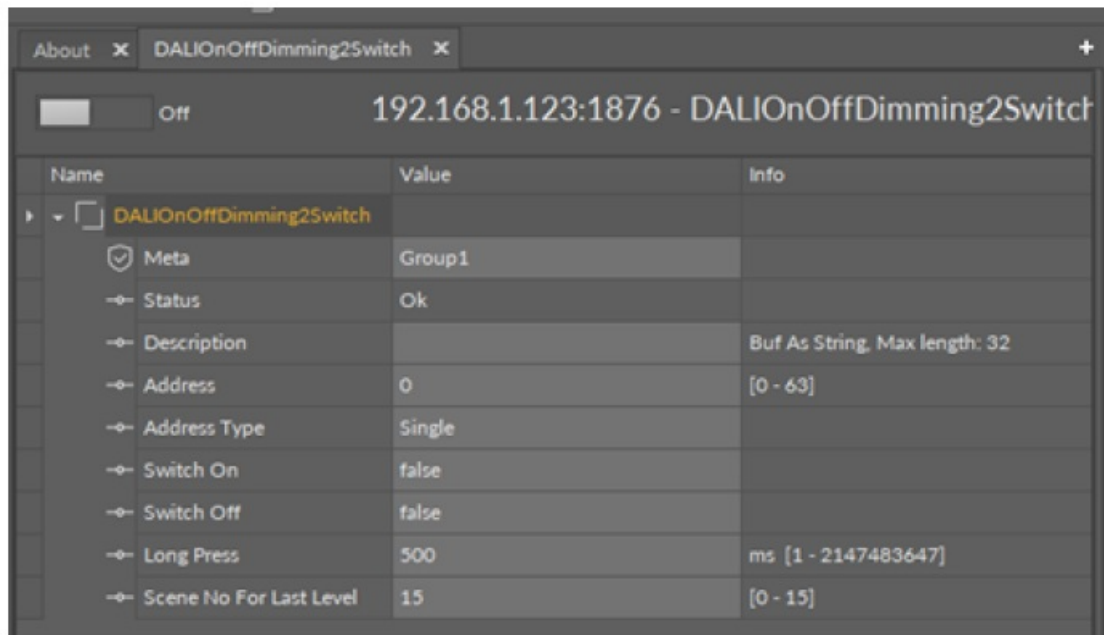 About DALIOnOffDimming2Switch
Off 192.168.1.123:1876 - DALIOnOffDimming2Switch
Name Value Info
DALIOnOffDimming2Switch
Meta Group1
Status Ok
Description Buf As String, Max length: 32
Address 0 [0 - 63]
Address Type Single
Switch On false
Switch Off false
Long Press 500 ms [1 - 2147483647]
Scene No For Last Level 15 [0 - 15]